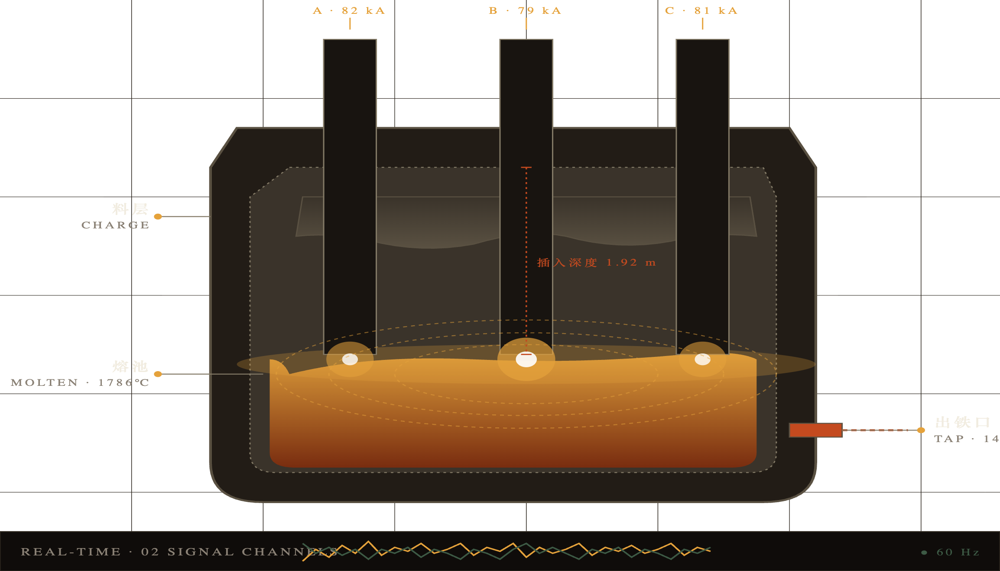 A · 82 kA
B · 79 kA
C · 81 kA
料层
CHARGE
插入深度 1.92 m
熔池
MOLTEN · 1786°C
出铁口
TAP · 14
REAL-TIME · 02 SIGNAL CHANNELS
60 Hz